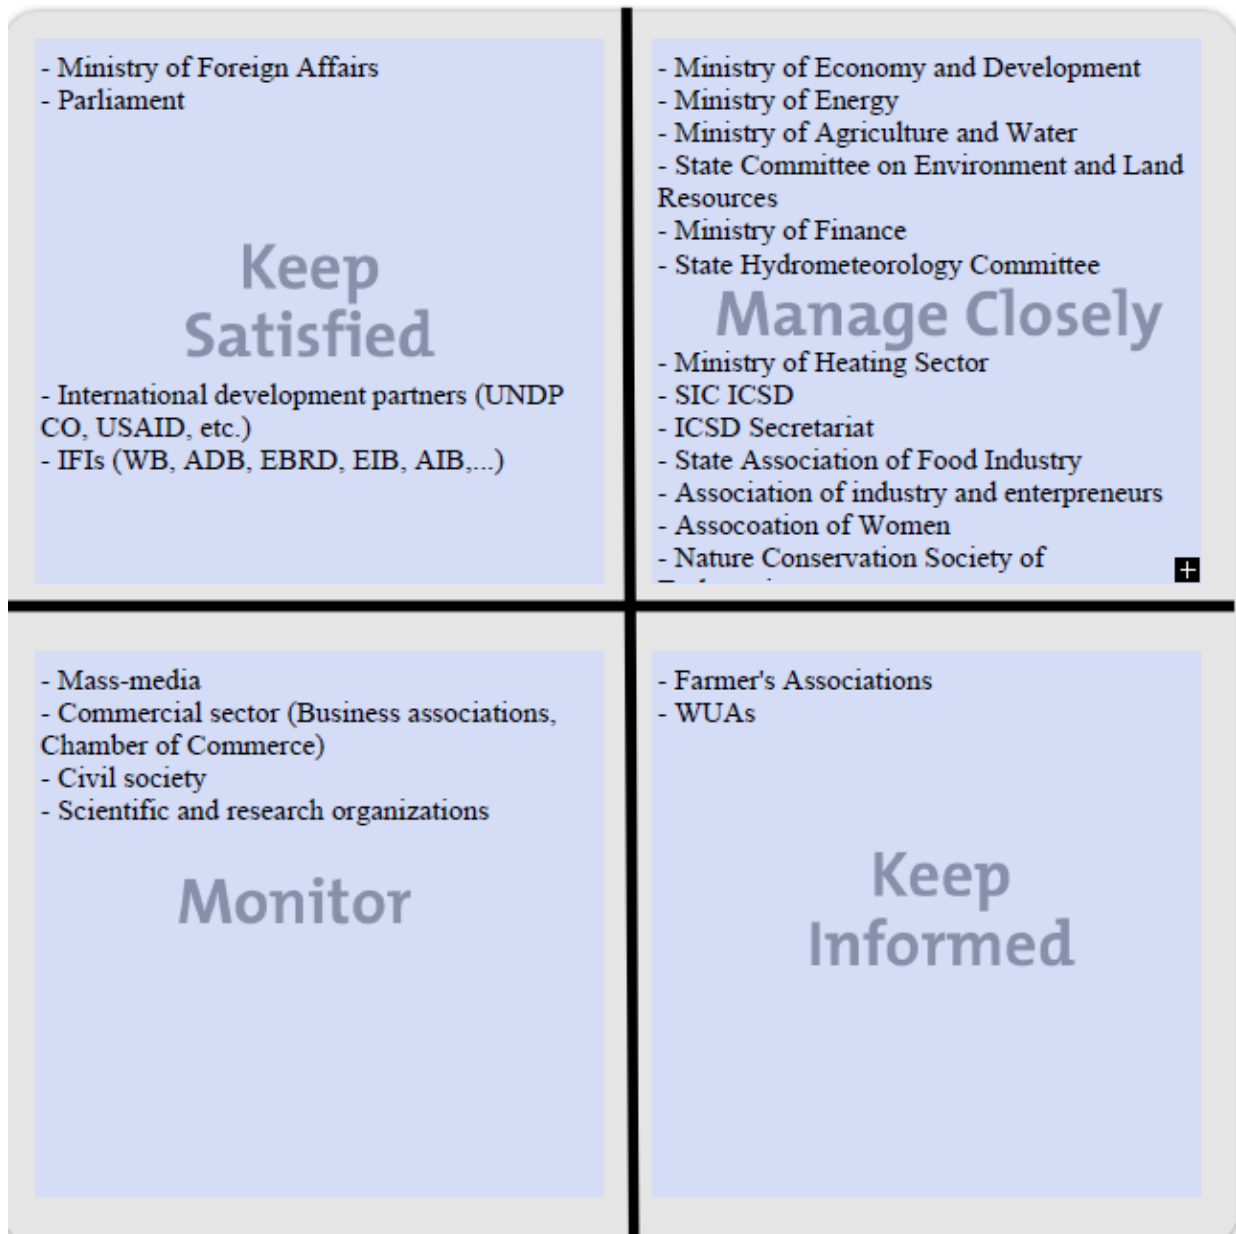 - Ministry of Foreign Affairs
- Parliament
Keep
Satisfied
- International development partners (UNDP
CO, USAID, etc.)
- IFIs (WB, ADB, EBRD, EIB, AIB,...)
- Ministry of Economy and Development
- Ministry of Energy
- Ministry of Agriculture and Water
- State Committee on Environment and Land
Resources
- Ministry of Finance
- State Hydrometeorology Committee
Manage Closely
- Ministry of Heating Sector
- SIC ICSD
- ICSD Secretariat
- State Association of Food Industry
- Association of industry and enterpreneurs
- Assocoation of Women
- Nature Conservation Society of
- Mass-media
- Commercial sector (Business associations,
Chamber of Commerce)
- Civil society
- Scientific and research organizations
Monitor
- Farmer's Associations
- WUAs
Keep
Informed